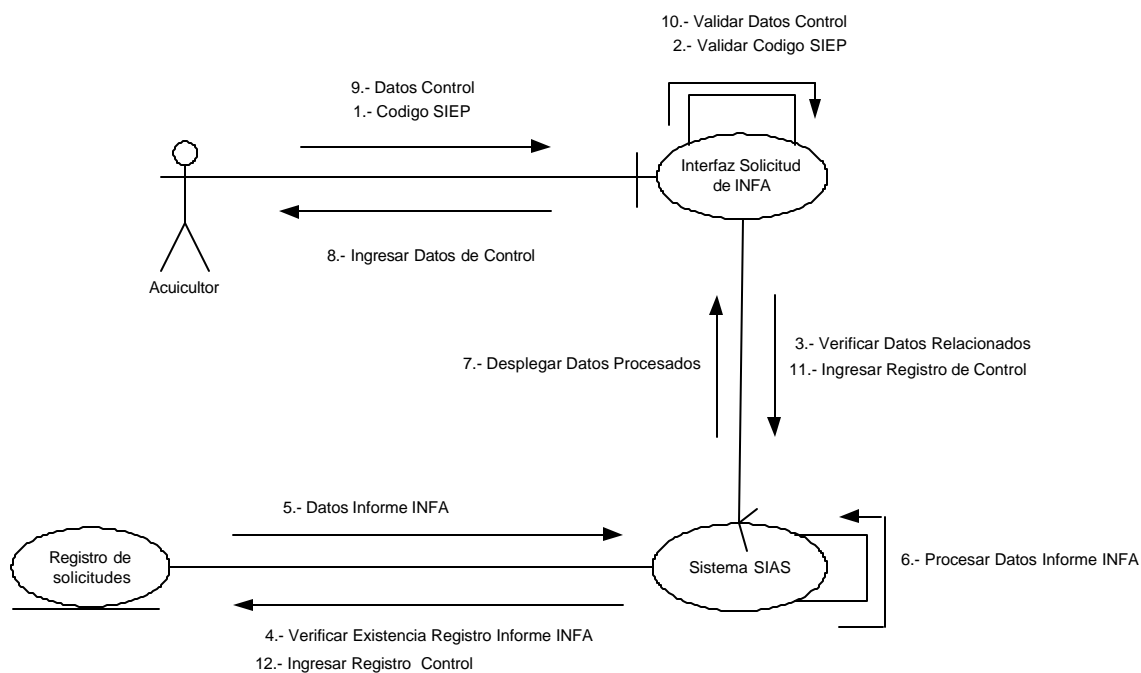 10.- Validar Datos Control
2.- Validar Codigo SIEP
9.- Datos Control
1.- Codigo SIEP
Interfaz Solicitud
de INFA
8.- Ingresar Datos de Control
Acuicultor
3.- Verificar Datos Relacionados
7.- Desplegar Datos Procesados
11.- Ingresar Registro de Control
5.- Datos Informe INFA
Registro de
solicitudes
Sistema SIAS
6.- Procesar Datos Informe INFA
4.- Verificar Existencia Registro Informe INFA
12.- Ingresar Registro Control